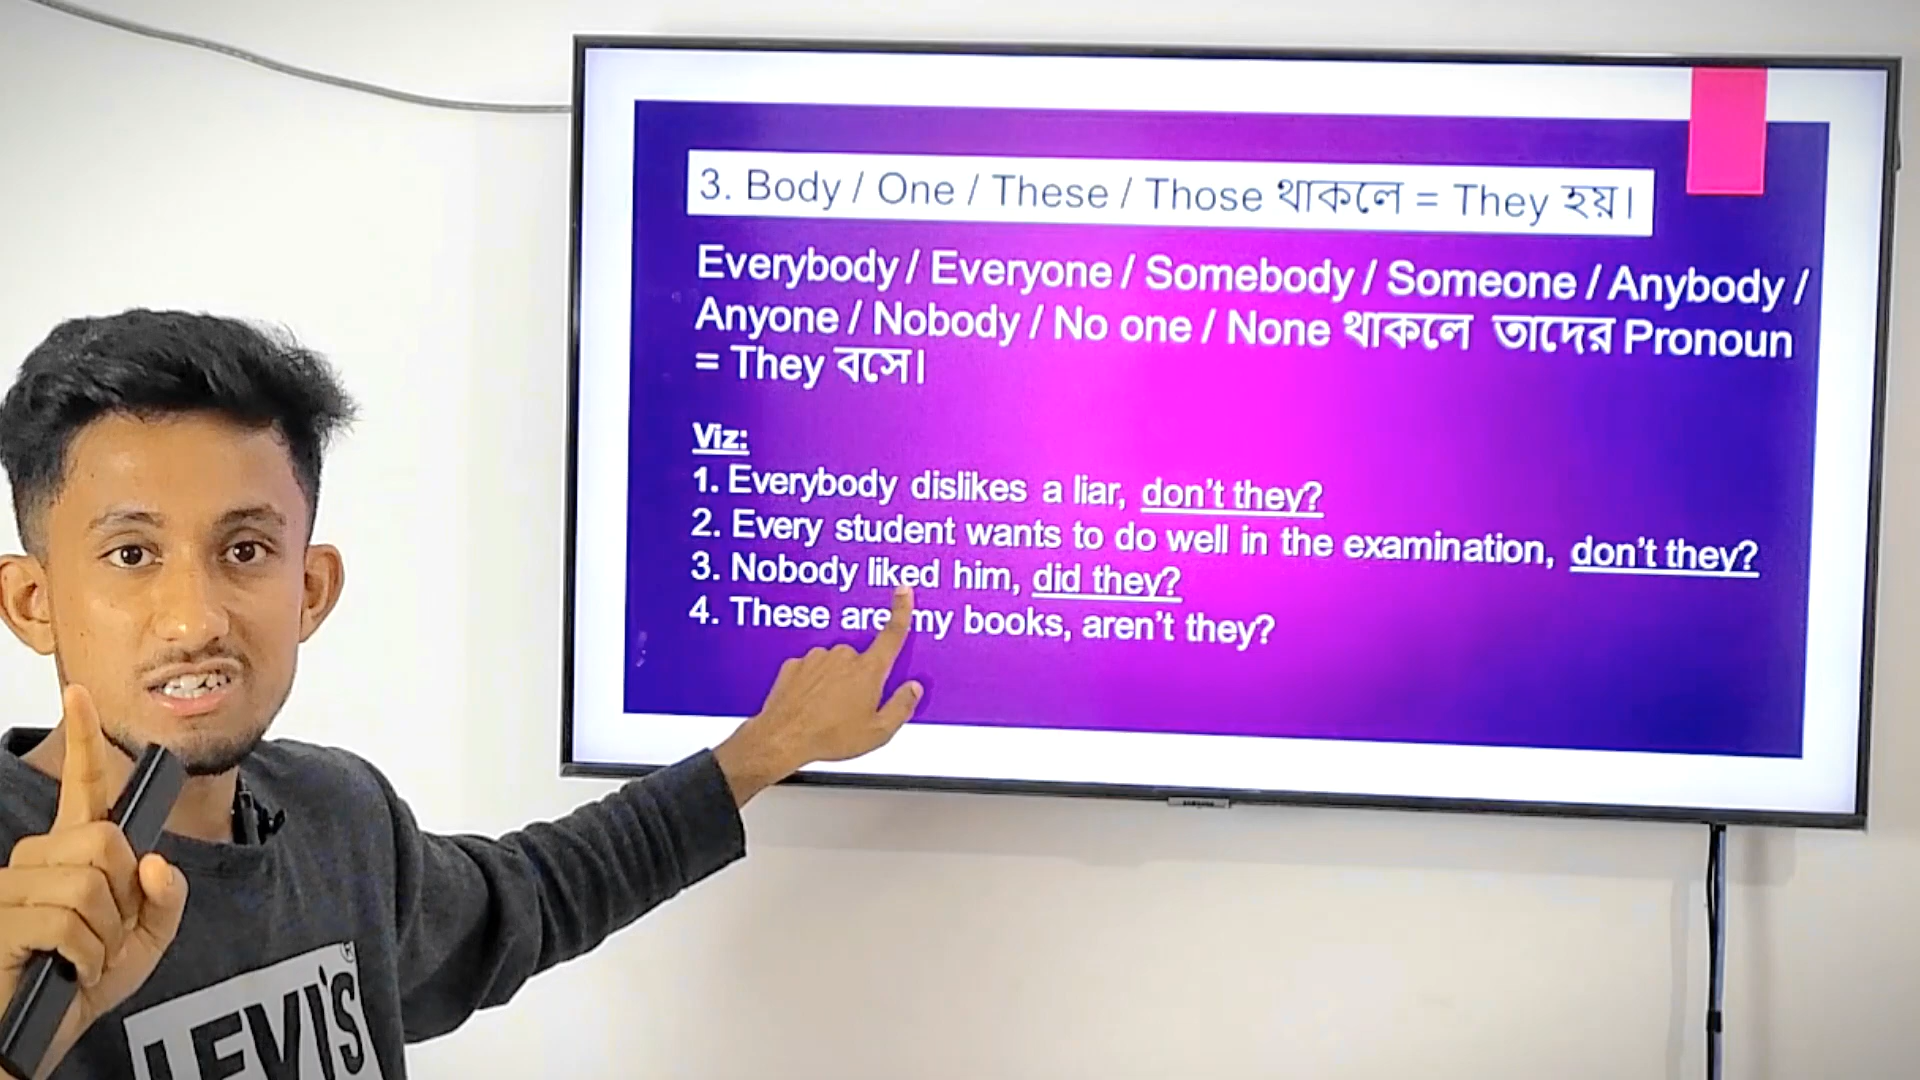 3. Body / One / These / Those থাকলে = They হয়।
Everybody / Everyone / Somebody / Someone / Anybody /
Anyone / Nobody / No one / None থাকলে তাদের Pronoun
= They বসে।
Viz:
1. Everybody dislikes a liar, don't they?
2. Every student wants to do well in the examination, don't they?
3. Nobody liked him, did they?
4. These are my books, aren't they?
SAMSUNG
LEVI'S